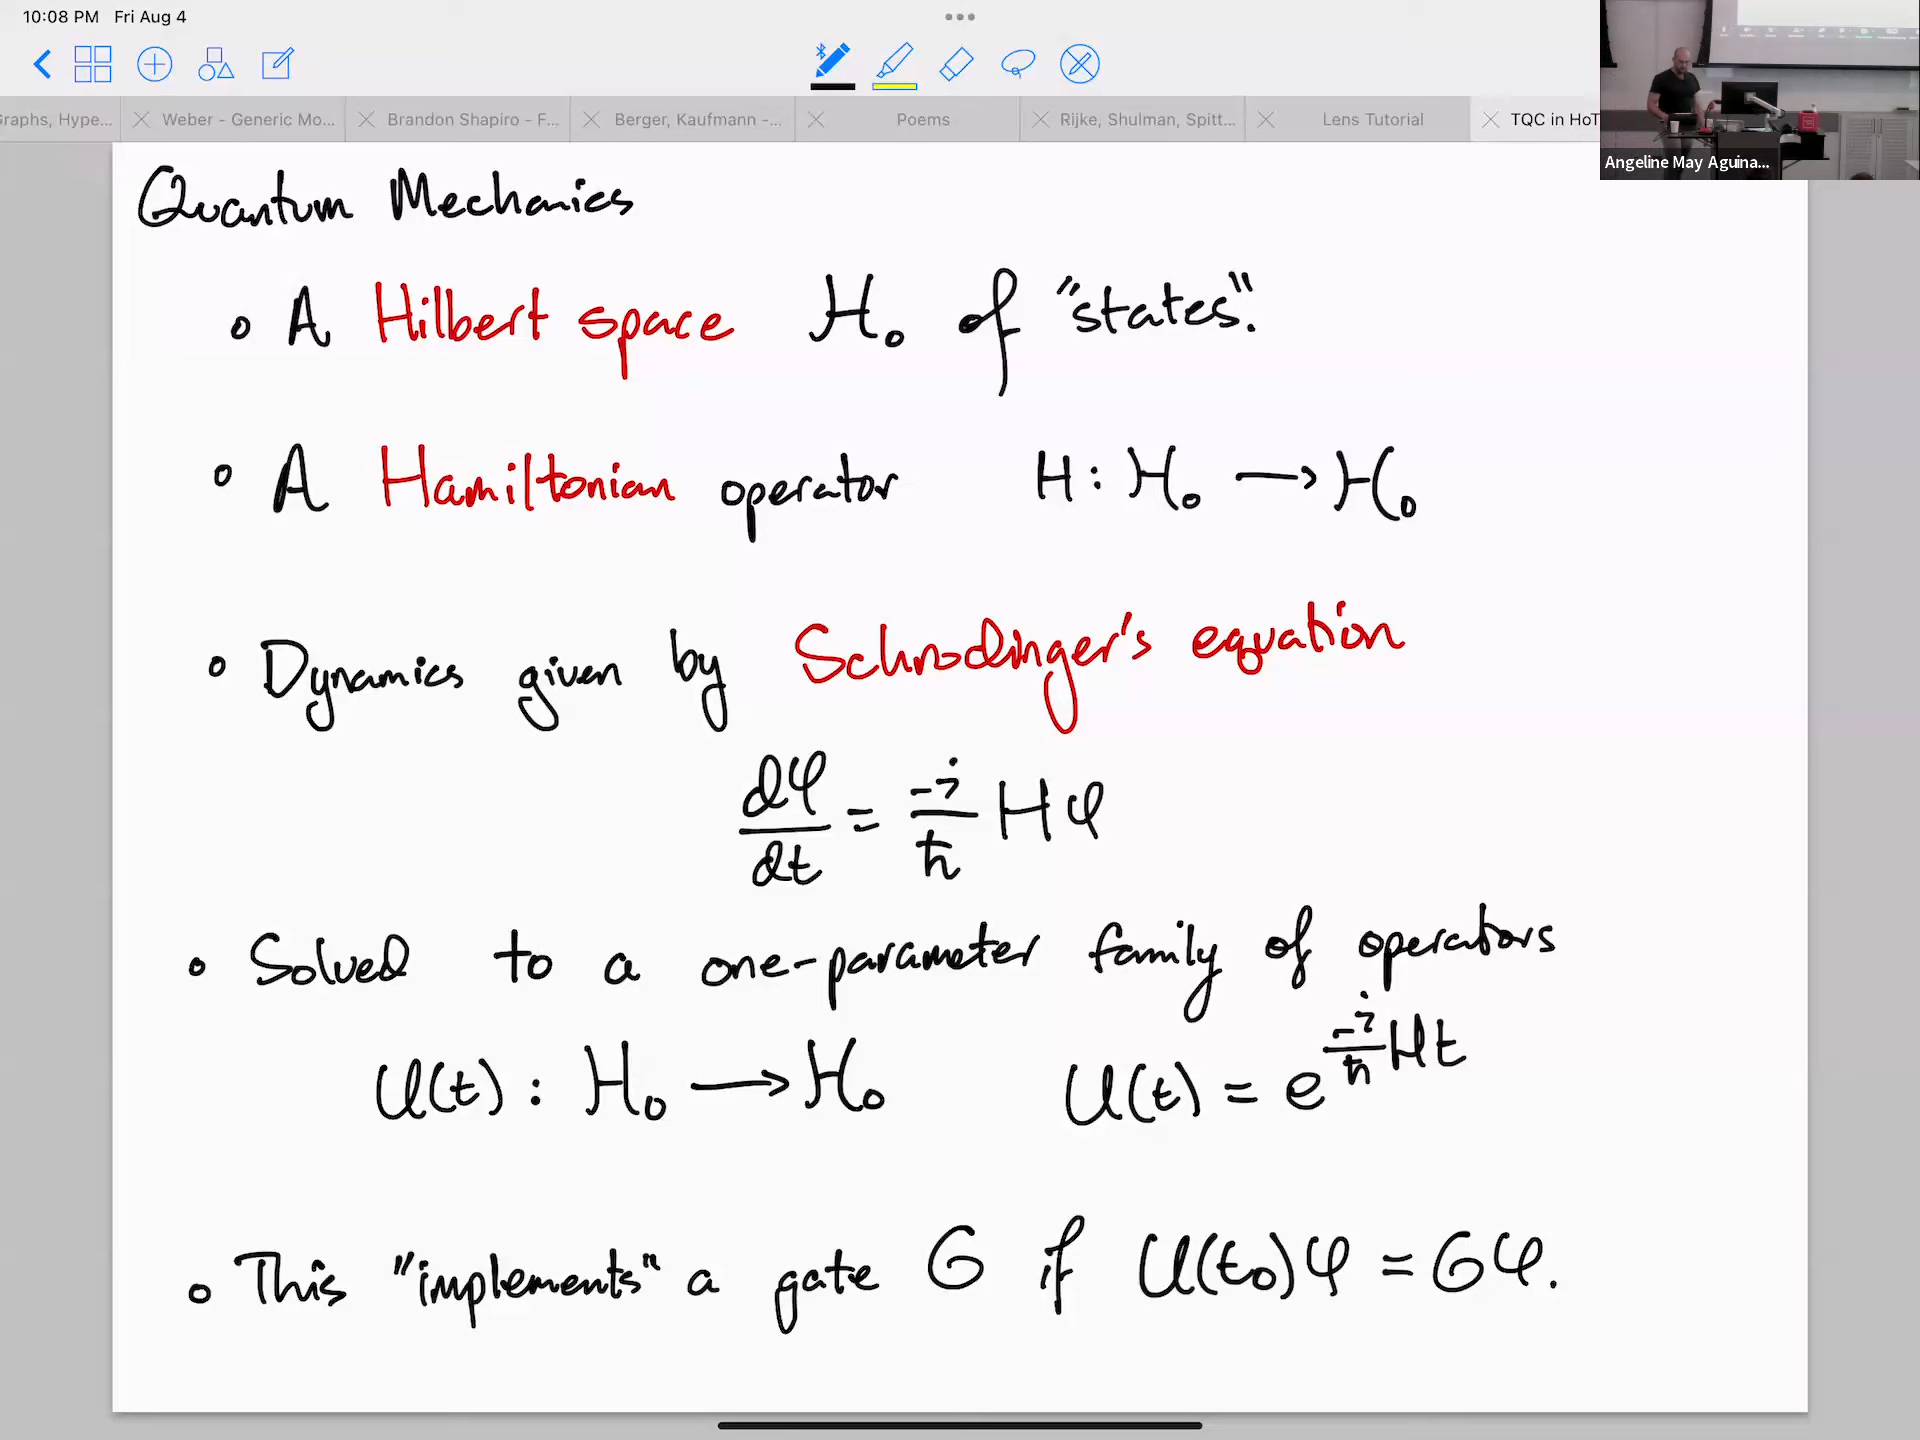 10:08 PM Fri Aug 4
Graphs, Hype...
Weber - Generic Mo...
Brandon Shapiro - F...
Berger, Kaufmann -...
Poems
Rijke, Shulman, Spitt...
Lens Tutorial
TQC in HoT
Angeline May Aguina...
Quantum Mechanics
• A Hilbert space ℋ₀ of "states".
• A Hamiltonian operator H : ℋ₀ → ℋ₀
• Dynamics given by Schrodinger's equation
dφ/dt = -i/ħ Hφ
• Solved to a one-parameter family of operators
U(t) : ℋ₀ → ℋ₀ U(t) = e^(-i/ħ Ht)
• This "implements" a gate G if U(t₀)φ = Gφ.